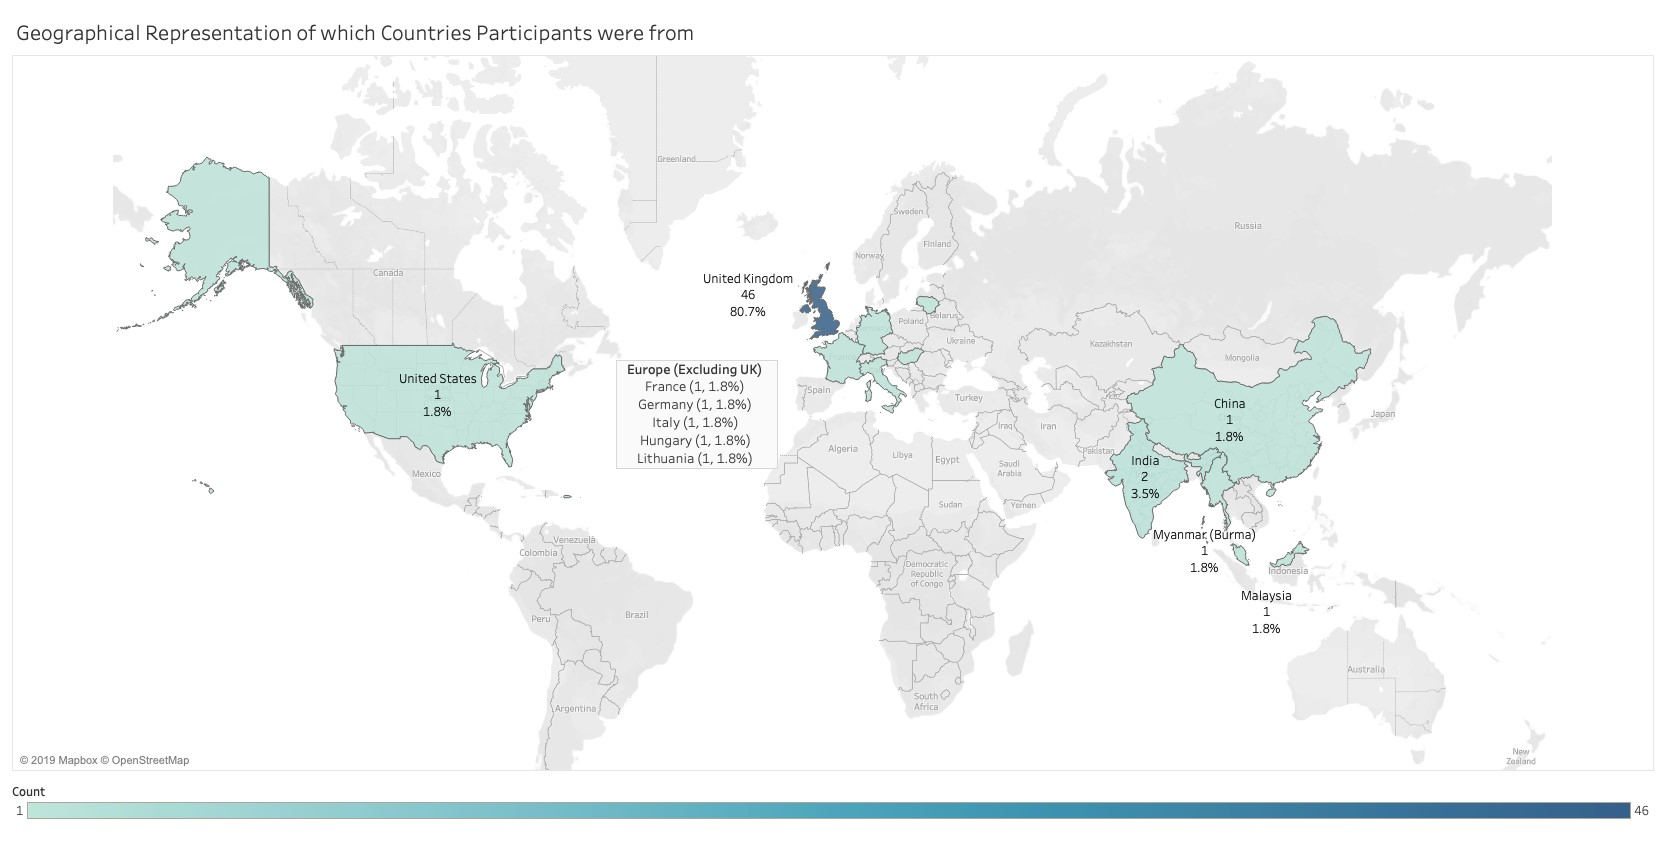 Geographical Representation of which Countries Participants were from
Greenland
Sweden
Finland
Norway
Russia
Canada
United Kingdom
46
80.7%
Poland
Belarus
Ukraine
Kazakhstan
Mongolia
France
United States
1
1.8%
Europe (Excluding UK)
France (1, 1.8%)
Germany (1, 1.8%)
Italy (1, 1.8%)
Hungary (1, 1.8%)
Lithuania (1, 1.8%)
Spain
Turkey
China
1
1.8%
Japan
Iraq
Iran
Algeria
Libya
Egypt
Pakistan
Saudi
Arabia
India
2
3.5%
Mexico
Sudan
Yemen
Myanmar (Burma)
1
1.8%
Venezuela
Colombia
Democratic
Republic
of Congo
Indonesia
Malaysia
1
1.8%
Brazil
Peru
Australia
South
Africa
Argentina
New
Zealand
© 2019 Mapbox © OpenStreetMap
Count
1
46